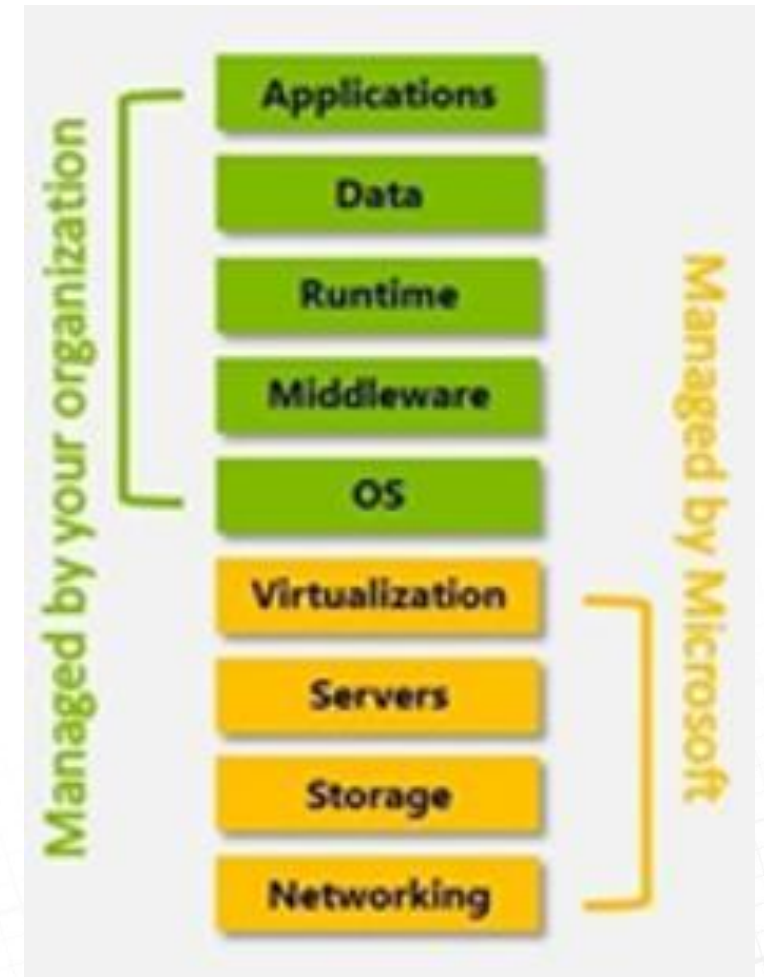 Managed by your organization
Applications
Data
Runtime
Middleware
OS
Virtualization
Servers
Storage
Networking
Managed by Microsoft